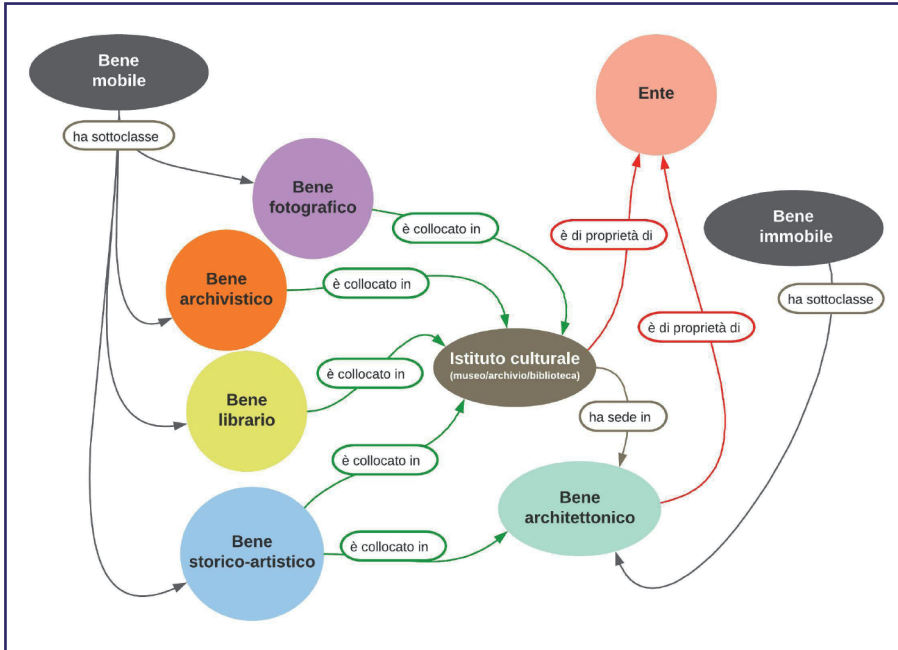 Bene
mobile
ha sottoclasse
Ente
Bene
fotografico
è collocato in
è di proprietà di
Bene
immobile
Bene
archivistico
è collocato in
ha sottoclasse
è di proprietà di
Istituto culturale
(museo/archivio/biblioteca)
Bene
librario
è collocato in
ha sede in
è collocato in
Bene
architettonico
Bene
storico-artistico
è collocato in